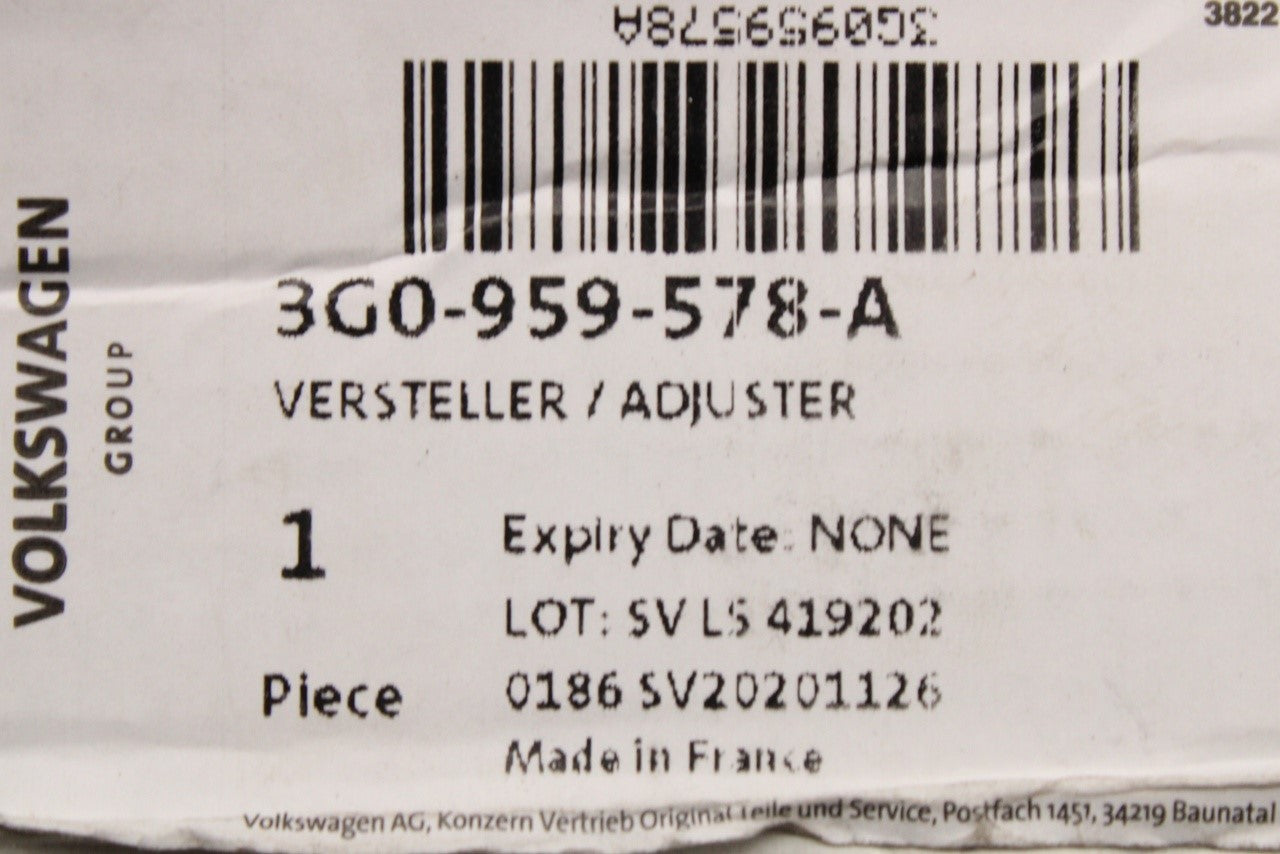 3822
3G0959578A
VOLKSWAGEN
GROUP
3G0-959-578-A
VERSTELLER / ADJUSTER
1
Expiry Date: NONE
LOT: SV LS 419202
Piece
0186 SV20201126
Made in France
Volkswagen AG, Konzern Vertrieb Original Teile und Service, Postfach 1451, 34219 Baunatal